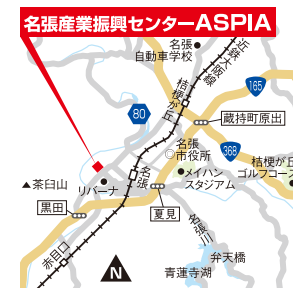 名張産業振興センターASPIA
名張
自動車学校
近鉄大阪線
桔梗が丘
165
80
蔵持町原出
名張
市役所
368
桔梗が丘
ゴルフコース
メイハン
スタジアム
名張
リバーナ
▲茶臼山
黒田
夏見
赤目口
名張川
弁天橋
青蓮寺湖
N